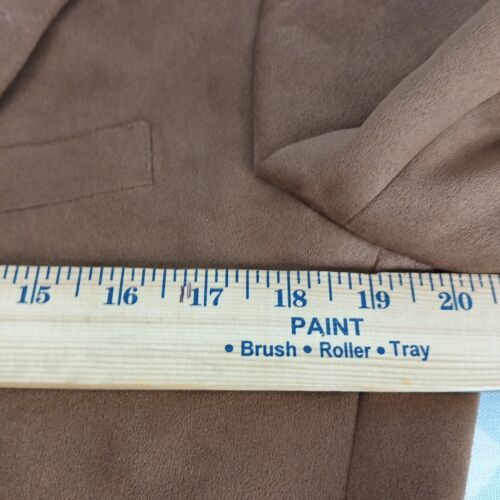 15 16 17 18 19 20
PAINT
• Brush • Roller • Tray